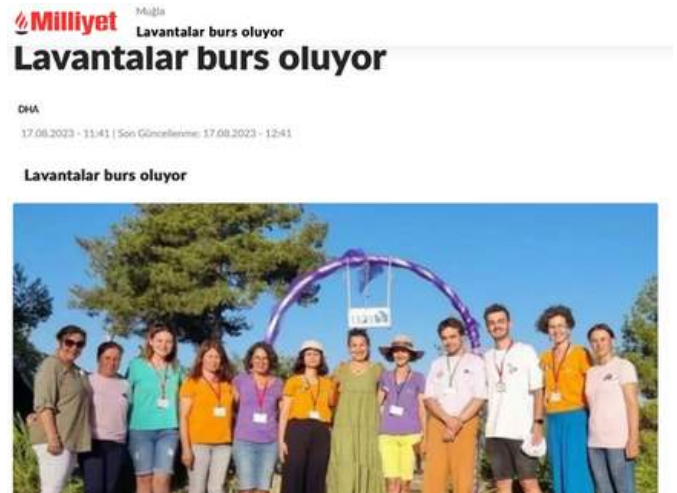 Milliyet
Muğla
Lavantalar burs oluyor
Lavantalar burs oluyor
DHA
17.08.2023 - 11:41 | Son Güncellenme: 17.08.2023 - 12:41
Lavantalar burs oluyor